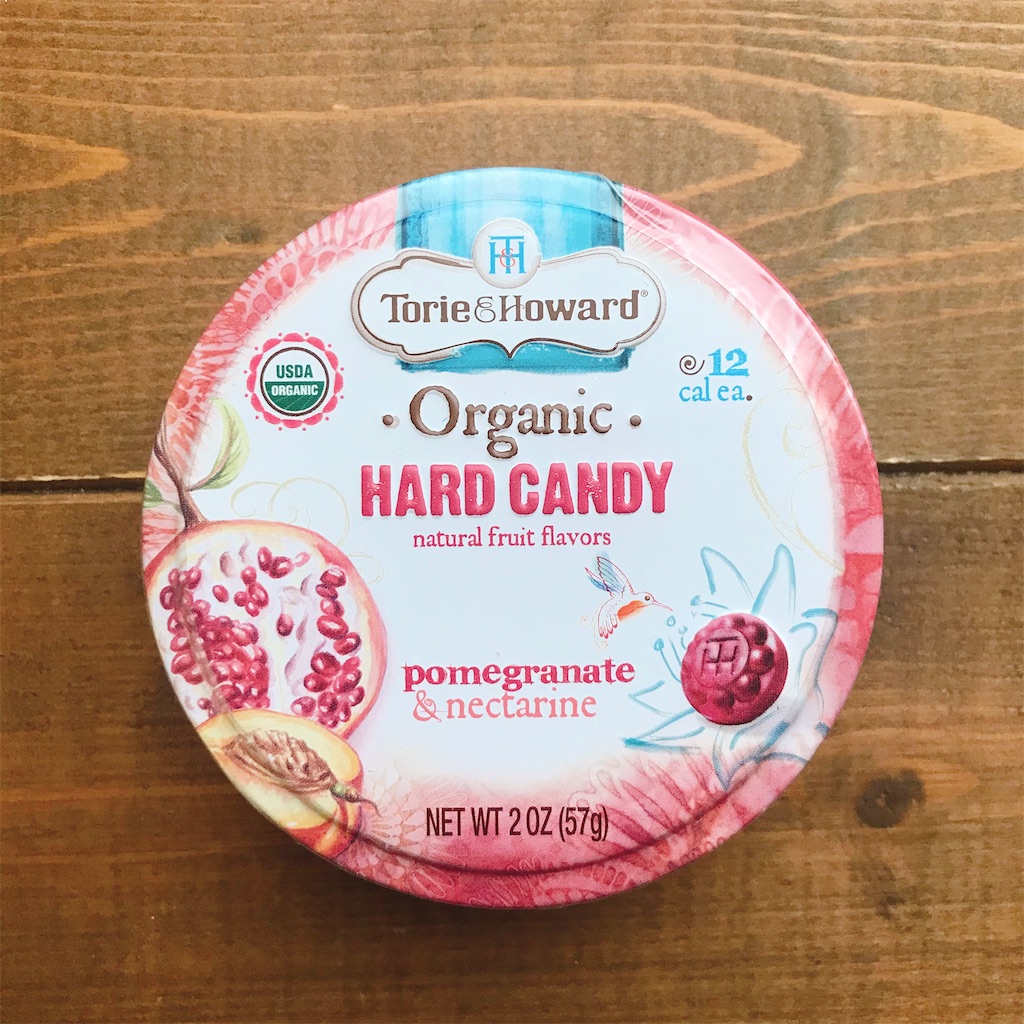 T&H
Torie & Howard®
USDA
ORGANIC
12
cal ea.
· Organic ·
HARD CANDY
natural fruit flavors
pomegranate
& nectarine
TH
NET WT 2 OZ (57g)